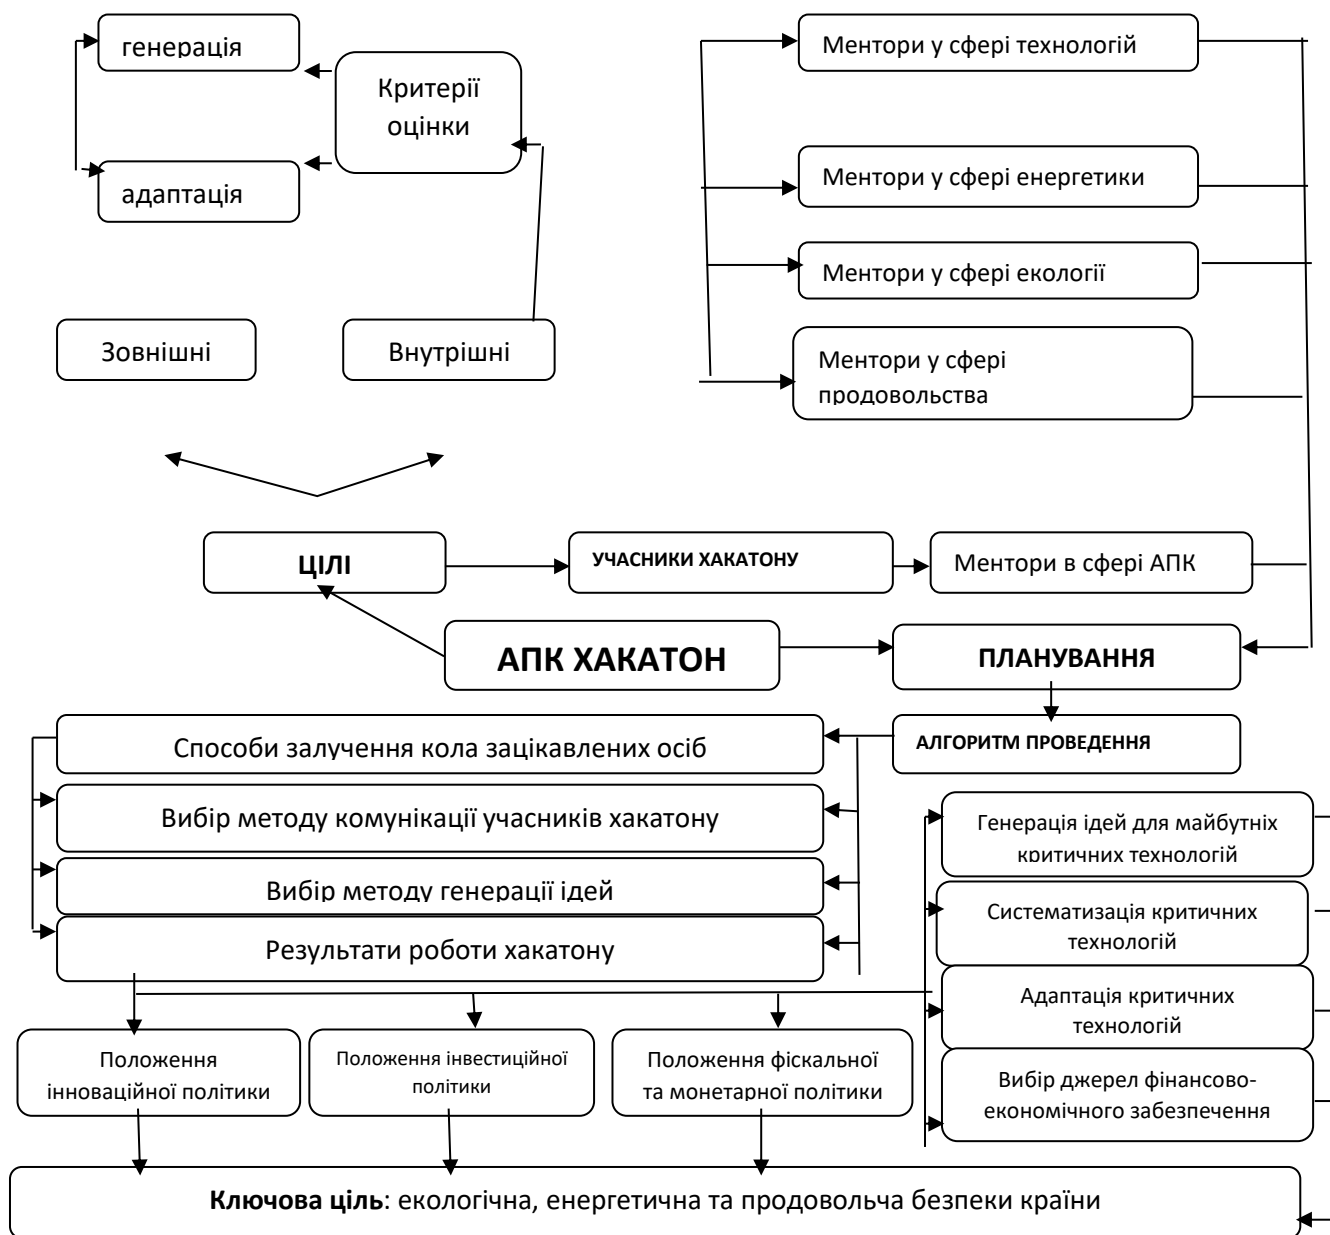 генерація
Критерії
оцінки
адаптація
Зовнішні
Внутрішні
Ментори у сфері технологій
Ментори у сфері енергетики
Ментори у сфері екології
Ментори у сфері
продовольства
ЦІЛІ
УЧАСНИКИ ХАКАТОНУ
Ментори в сфері АПК
АПК ХАКАТОН
ПЛАНУВАННЯ
АЛГОРИТМ ПРОВЕДЕННЯ
Способи залучення кола зацікавлених осіб
Вибір методу комунікації учасників хакатону
Вибір методу генерації ідей
Результати роботи хакатону
Генерація ідей для майбутніх
критичних технологій
Систематизація критичних
технологій
Адаптація критичних
технологій
Вибір джерел фінансово-
економічного забезпечення
Положення
інноваційної політики
Положення інвестиційної
політики
Положення фіскальної
та монетарної політики
Ключова ціль: екологічна, енергетична та продовольча безпеки країни